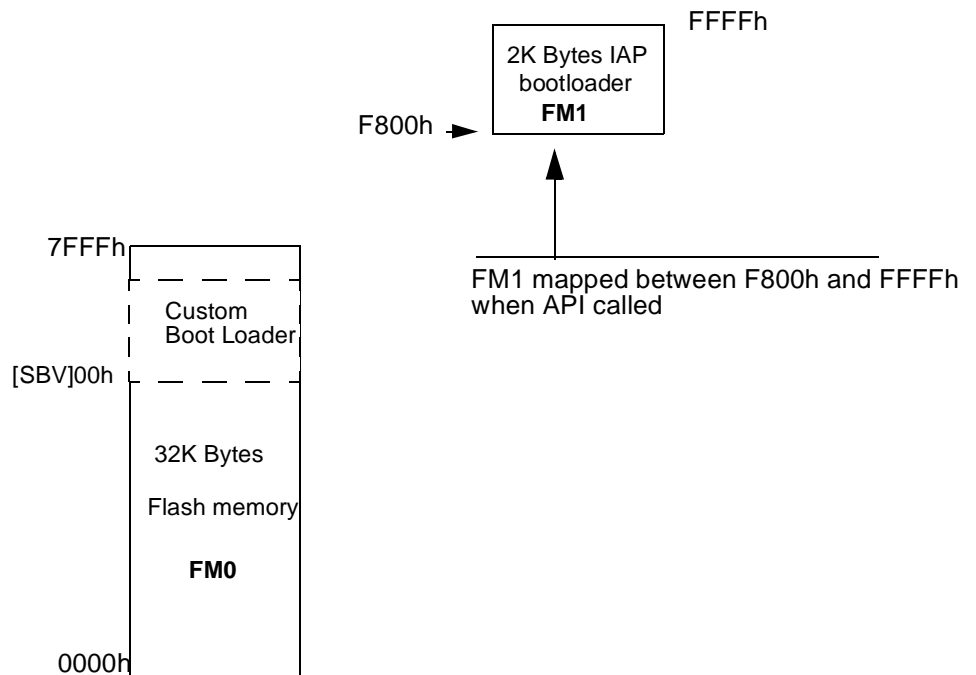 FFFFh
2K Bytes IAP
bootloader
FM1
F800h
7FFFh
FM1 mapped between F800h and FFFFh
when API called
Custom
Boot Loader
[SBV]00h
32K Bytes
Flash memory
FM0
0000h